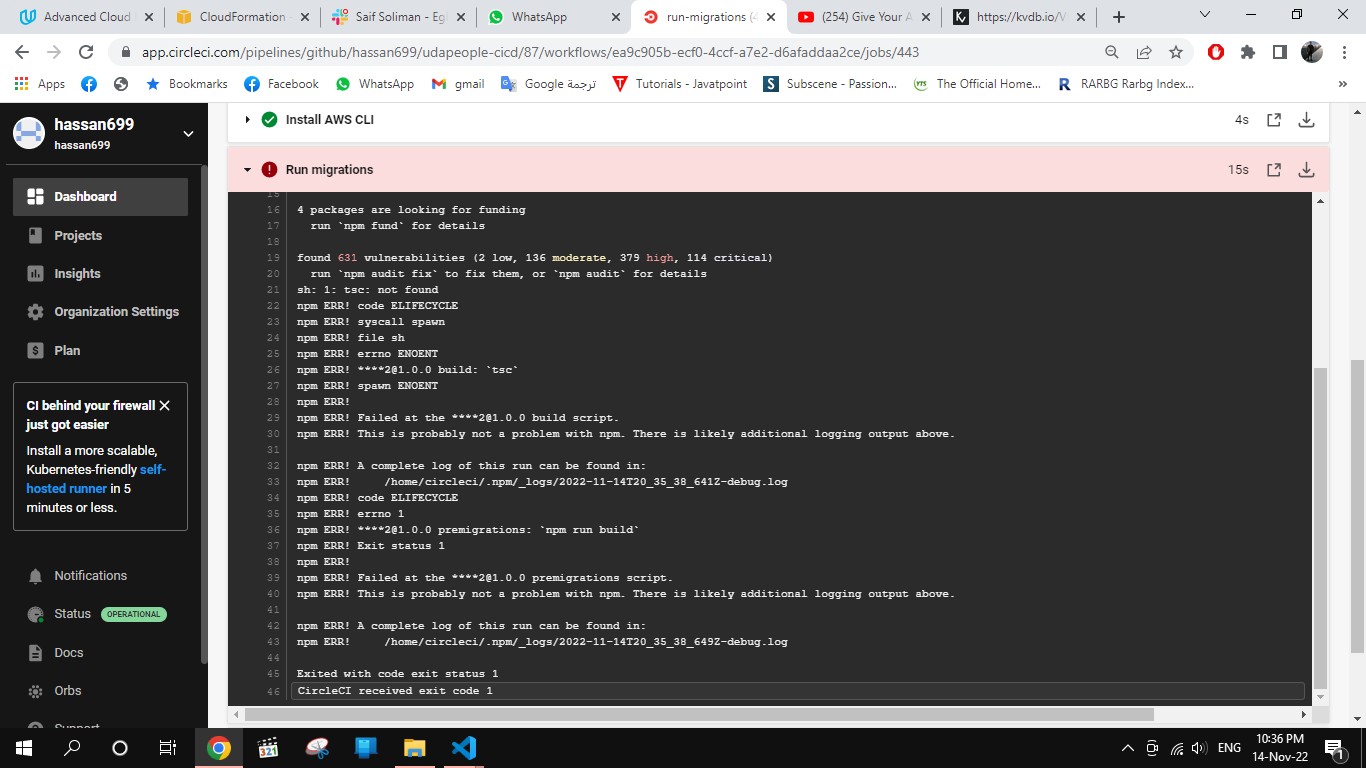 Advanced Cloud
CloudFormation -
Saif Soliman - Eg
WhatsApp
run-migrations (4
(254) Give Your A
https://kvdb.io/V
app.circleci.com/pipelines/github/hassan699/udapeople-cicd/87/workflows/ea9c905b-ecf0-4ccf-a7e2-d6afaddaa2ce/jobs/443
Apps
Bookmarks
Facebook
WhatsApp
gmail
ترجمة Google
Tutorials - Javatpoint
Subscene - Passion...
The Official Home...
RARBG Rarbg Index...
hassan699
hassan699
Dashboard
Projects
Insights
Organization Settings
Plan
CI behind your firewall
just got easier
Install a more scalable,
Kubernetes-friendly self-
hosted runner in 5
minutes or less.
Notifications
Status OPERATIONAL
Docs
Orbs
Support
Install AWS CLI 4s
Run migrations 15s
15
16 4 packages are looking for funding
17 run `npm fund` for details
18
19 found 631 vulnerabilities (2 low, 136 moderate, 379 high, 114 critical)
20 run `npm audit fix` to fix them, or `npm audit` for details
21 sh: 1: tsc: not found
22 npm ERR! code ELIFECYCLE
23 npm ERR! syscall spawn
24 npm ERR! file sh
25 npm ERR! errno ENOENT
26 npm ERR! ****2@1.0.0 build: `tsc`
27 npm ERR! spawn ENOENT
28 npm ERR!
29 npm ERR! Failed at the ****2@1.0.0 build script.
30 npm ERR! This is probably not a problem with npm. There is likely additional logging output above.
31
32 npm ERR! A complete log of this run can be found in:
33 npm ERR! /home/circleci/.npm/_logs/2022-11-14T20_35_38_641Z-debug.log
34 npm ERR! code ELIFECYCLE
35 npm ERR! errno 1
36 npm ERR! ****2@1.0.0 premigrations: `npm run build`
37 npm ERR! Exit status 1
38 npm ERR!
39 npm ERR! Failed at the ****2@1.0.0 premigrations script.
40 npm ERR! This is probably not a problem with npm. There is likely additional logging output above.
41
42 npm ERR! A complete log of this run can be found in:
43 npm ERR! /home/circleci/.npm/_logs/2022-11-14T20_35_38_649Z-debug.log
44
45 Exited with code exit status 1
46 CircleCI received exit code 1
321
ENG
10:36 PM
14-Nov-22
1